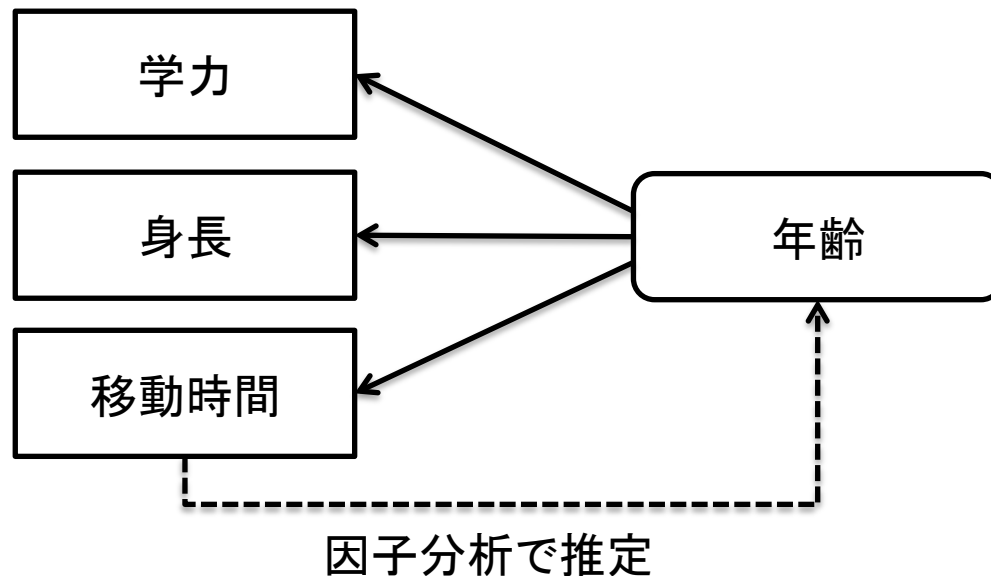 学力
身長
年齢
移動時間
因子分析で推定